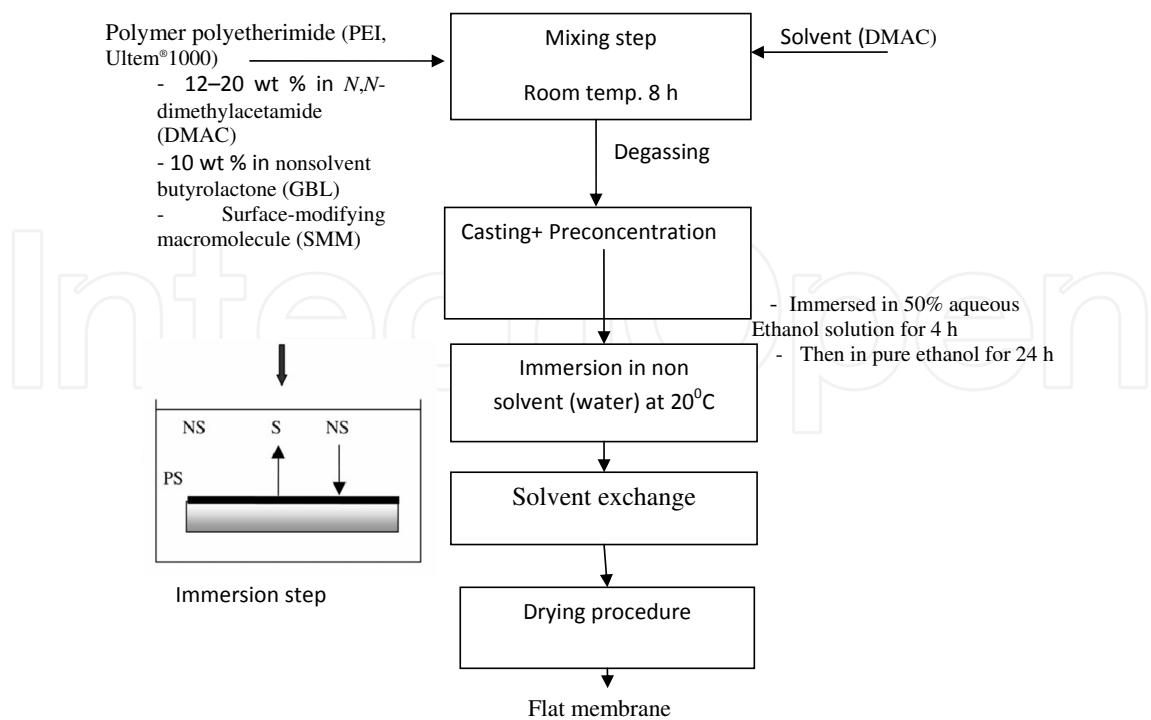 Polymer polyetherimide (PEI,
Ultem®1000)
- 12–20 wt % in N,N-
dimethylacetamide
(DMAC)
- 10 wt % in nonsolvent
butyrolactone (GBL)
- Surface-modifying
macromolecule (SMM)
Mixing step
Room temp. 8 h
Solvent (DMAC)
Degassing
Casting+ Preconcentration
- Immersed in 50% aqueous
Ethanol solution for 4 h
- Then in pure ethanol for 24 h
Immersion in non
solvent (water) at 20⁰C
NS S NS
PS
Immersion step
Solvent exchange
Drying procedure
Flat membrane
IntechOpen